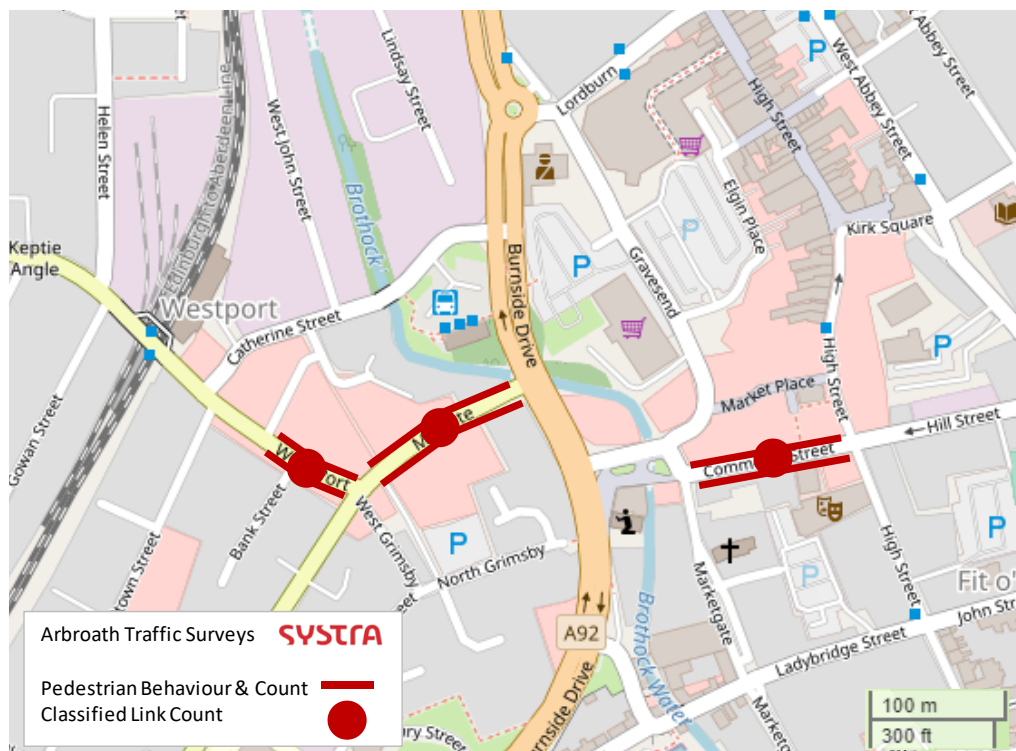 Helen Street
Edinburgh to Aberdeen Line
West John Street
Lindsay Street
Brothock
Lordburn
High Street
West Abbey Street
Abbey Street
P
Elgin Place
P
Kirk Square
Keptie
Angle
Westport
Catherine Street
Burnside Drive
P
Gravesend
P
High Street
Market Place
Hill Street
Gowan Street
Bank Street
West Grimsby
P
North Grimsby
Marketgate
P
High Street
P
Fit o'
John Street
Ladybridge Street
A92
Brothock Water
Burnside Drive
Arbroath Traffic Surveys SYSTRA
Pedestrian Behaviour & Count
Classified Link Count
100 m
300 ft